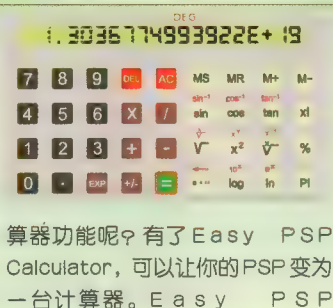 DEG
1.30367749993922E+19
7 8 9 DEL AC MS MR M+ M-
sin⁻¹ cos⁻¹ tan⁻¹
4 5 6 X / sin cos tan x!
1 2 3 + - √ x² %
10ˣ eˣ
0 . EXP +/- = log ln PI
算器功能呢？有了Easy PSP
Calculator，可以让你的PSP变为
一台计算器。Easy PSP